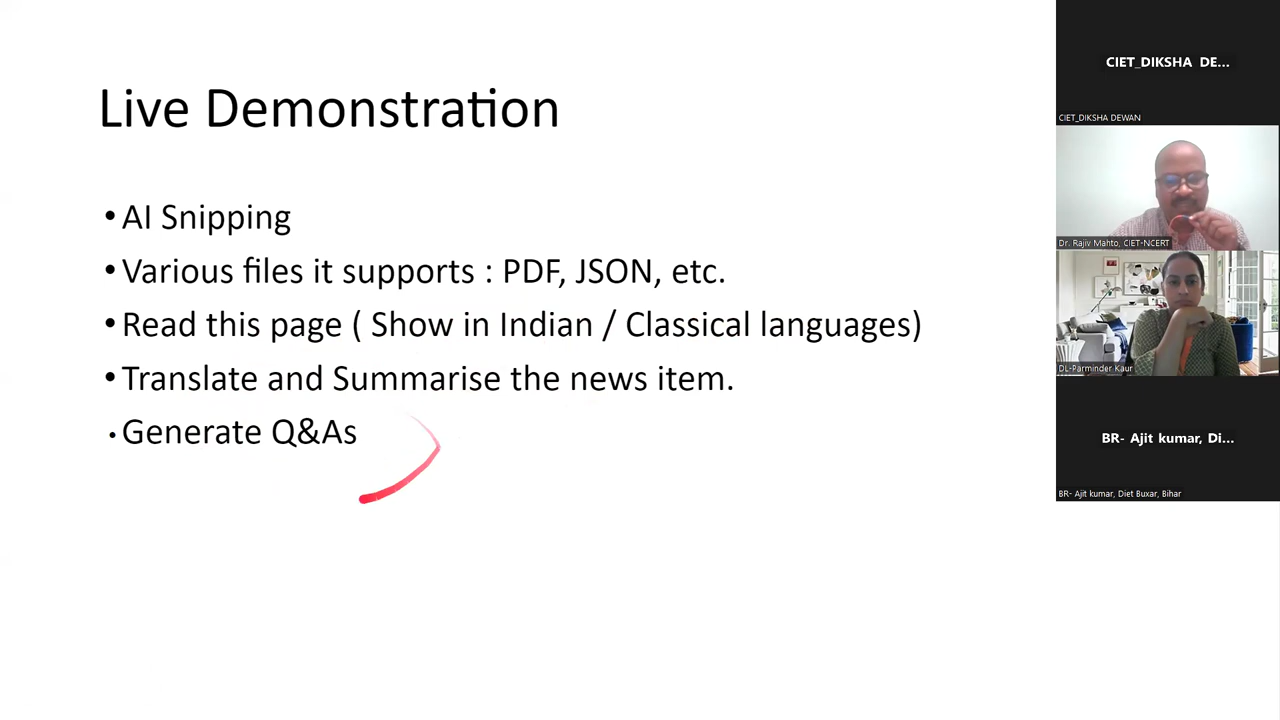 Live Demonstration
• AI Snipping
• Various files it supports : PDF, JSON, etc.
• Read this page ( Show in Indian / Classical languages)
• Translate and Summarise the news item.
• Generate Q&As
CIET_DIKSHA DE...
CIET_DIKSHA DEWAN
Dr. Rajiv Mahto, CIET-NCERT
DL-Parminder Kaur
BR- Ajit kumar, Di...
BR- Ajit kumar, Diet Buxar, Bihar